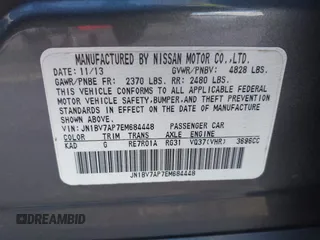 MANUFACTURED BY NISSAN MOTOR CO.,LTD.
DATE: 11/13 GVWR/PNBV: 4828 LBS.
GAWR/PNBE FR: 2370 LBS. RR: 2480 LBS.
THIS VEHICLE CONFORMS TO ALL APPLICABLE FEDERAL
MOTOR VEHICLE SAFETY,BUMPER,AND THEFT PREVENTION
STANDARDS IN EFFECT ON THE DATE OF MANUFACTURE
SHOWN ABOVE.
VIN: JN1BV7AP7EM684448 PASSENGER CAR
COLOR TRIM TRANS AXLE ENGINE
KAD G RE7R01A RG31 VQ37(VHR) 3696CC
JN1BV7AP7EM684448
DREAMBID